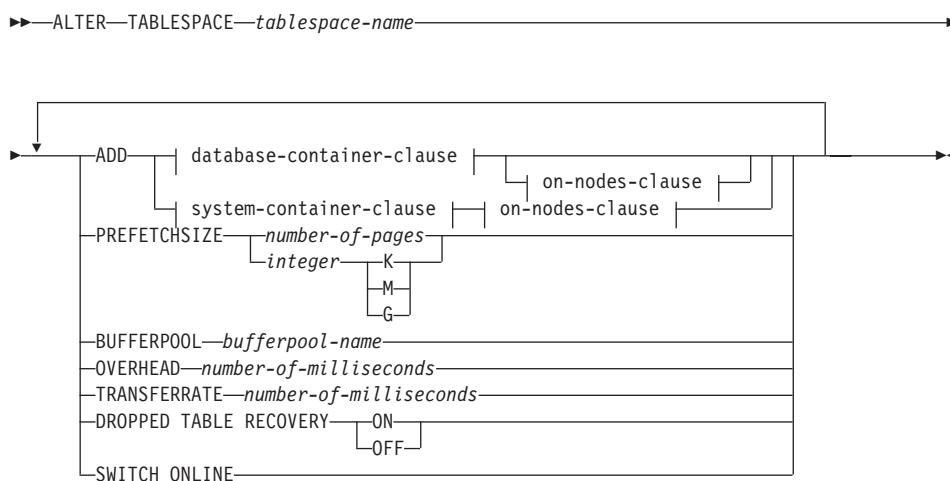 ALTER TABLESPACE tablespace-name
ADD database-container-clause
on-nodes-clause
system-container-clause on-nodes-clause
PREFETCHSIZE number-of-pages
integer K
M
G
BUFFERPOOL bufferpool-name
OVERHEAD number-of-milliseconds
TRANSFERRATE number-of-milliseconds
DROPPED TABLE RECOVERY ON
OFF
SWITCH ONLINE